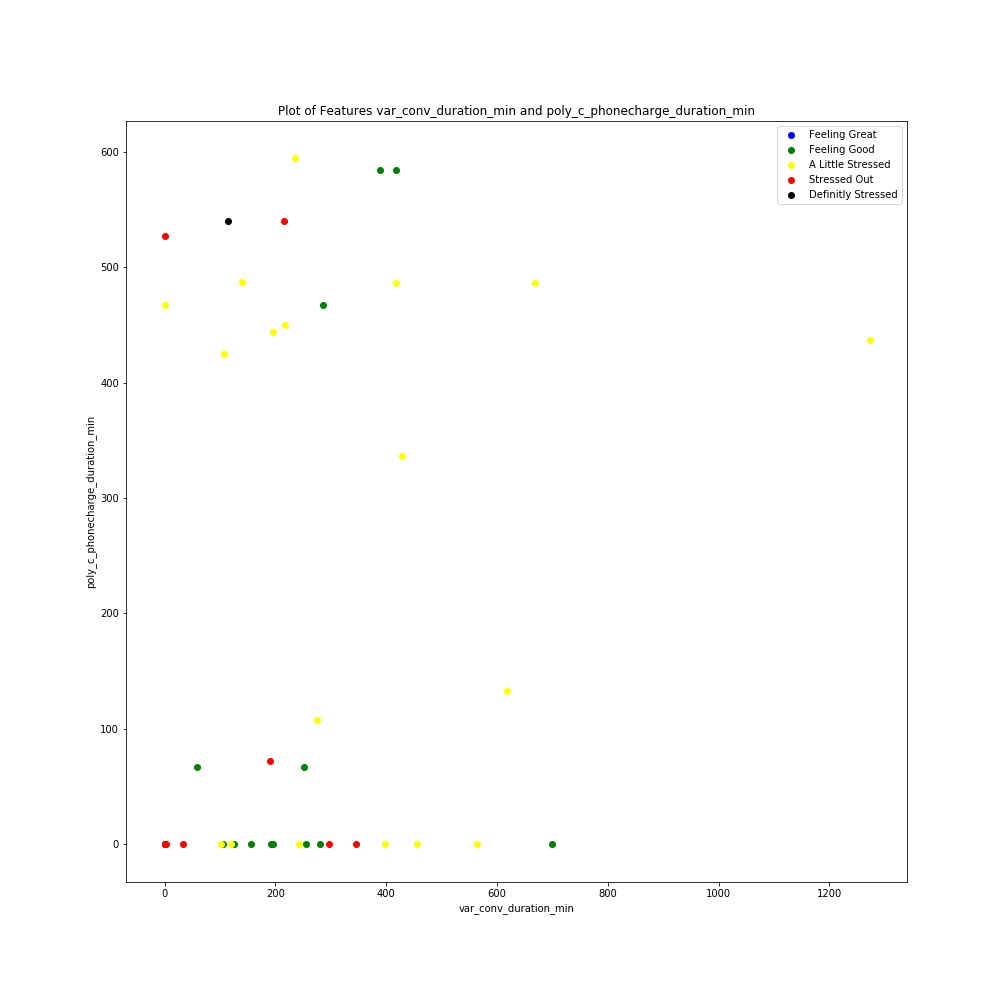 Plot of Features var_conv_duration_min and poly_c_phonecharge_duration_min
Feeling Great
Feeling Good
A Little Stressed
Stressed Out
Definitly Stressed
600
500
400
300
200
100
0
poly_c_phonecharge_duration_min
0 200 400 600 800 1000 1200
var_conv_duration_min